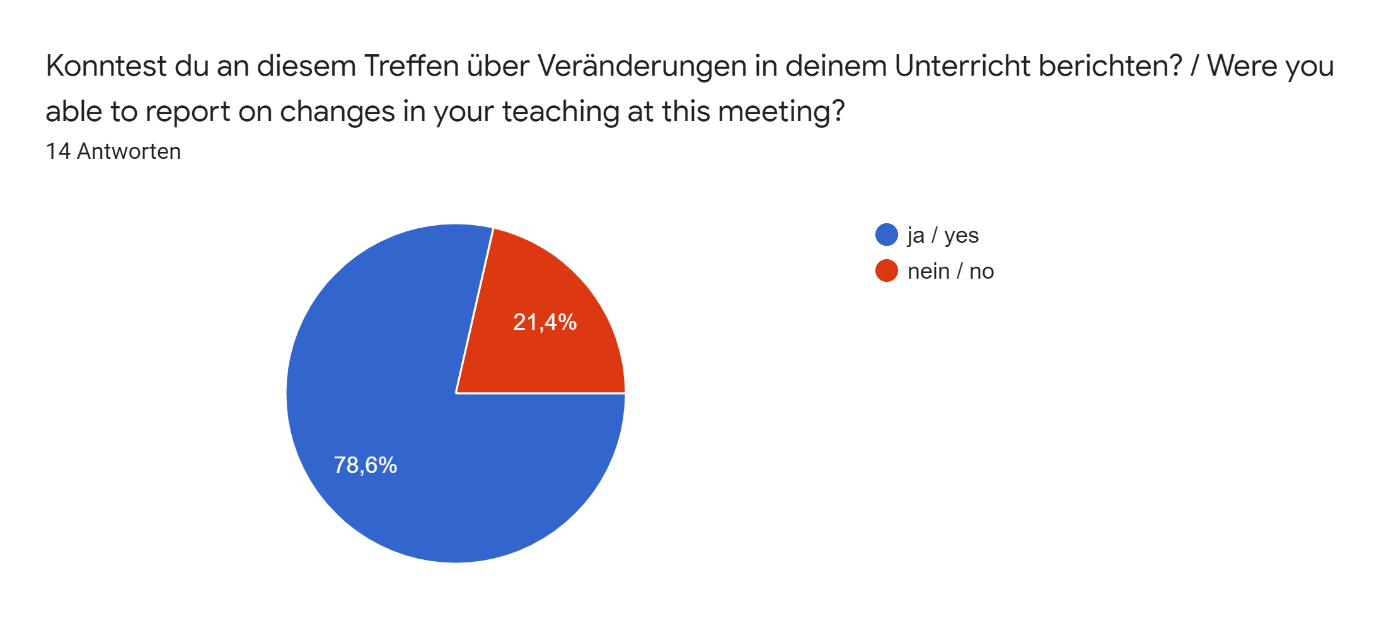 Konntest du an diesem Treffen über Veränderungen in deinem Unterricht berichten? / Were you
able to report on changes in your teaching at this meeting?
14 Antworten
ja / yes
nein / no
21,4%
78,6%